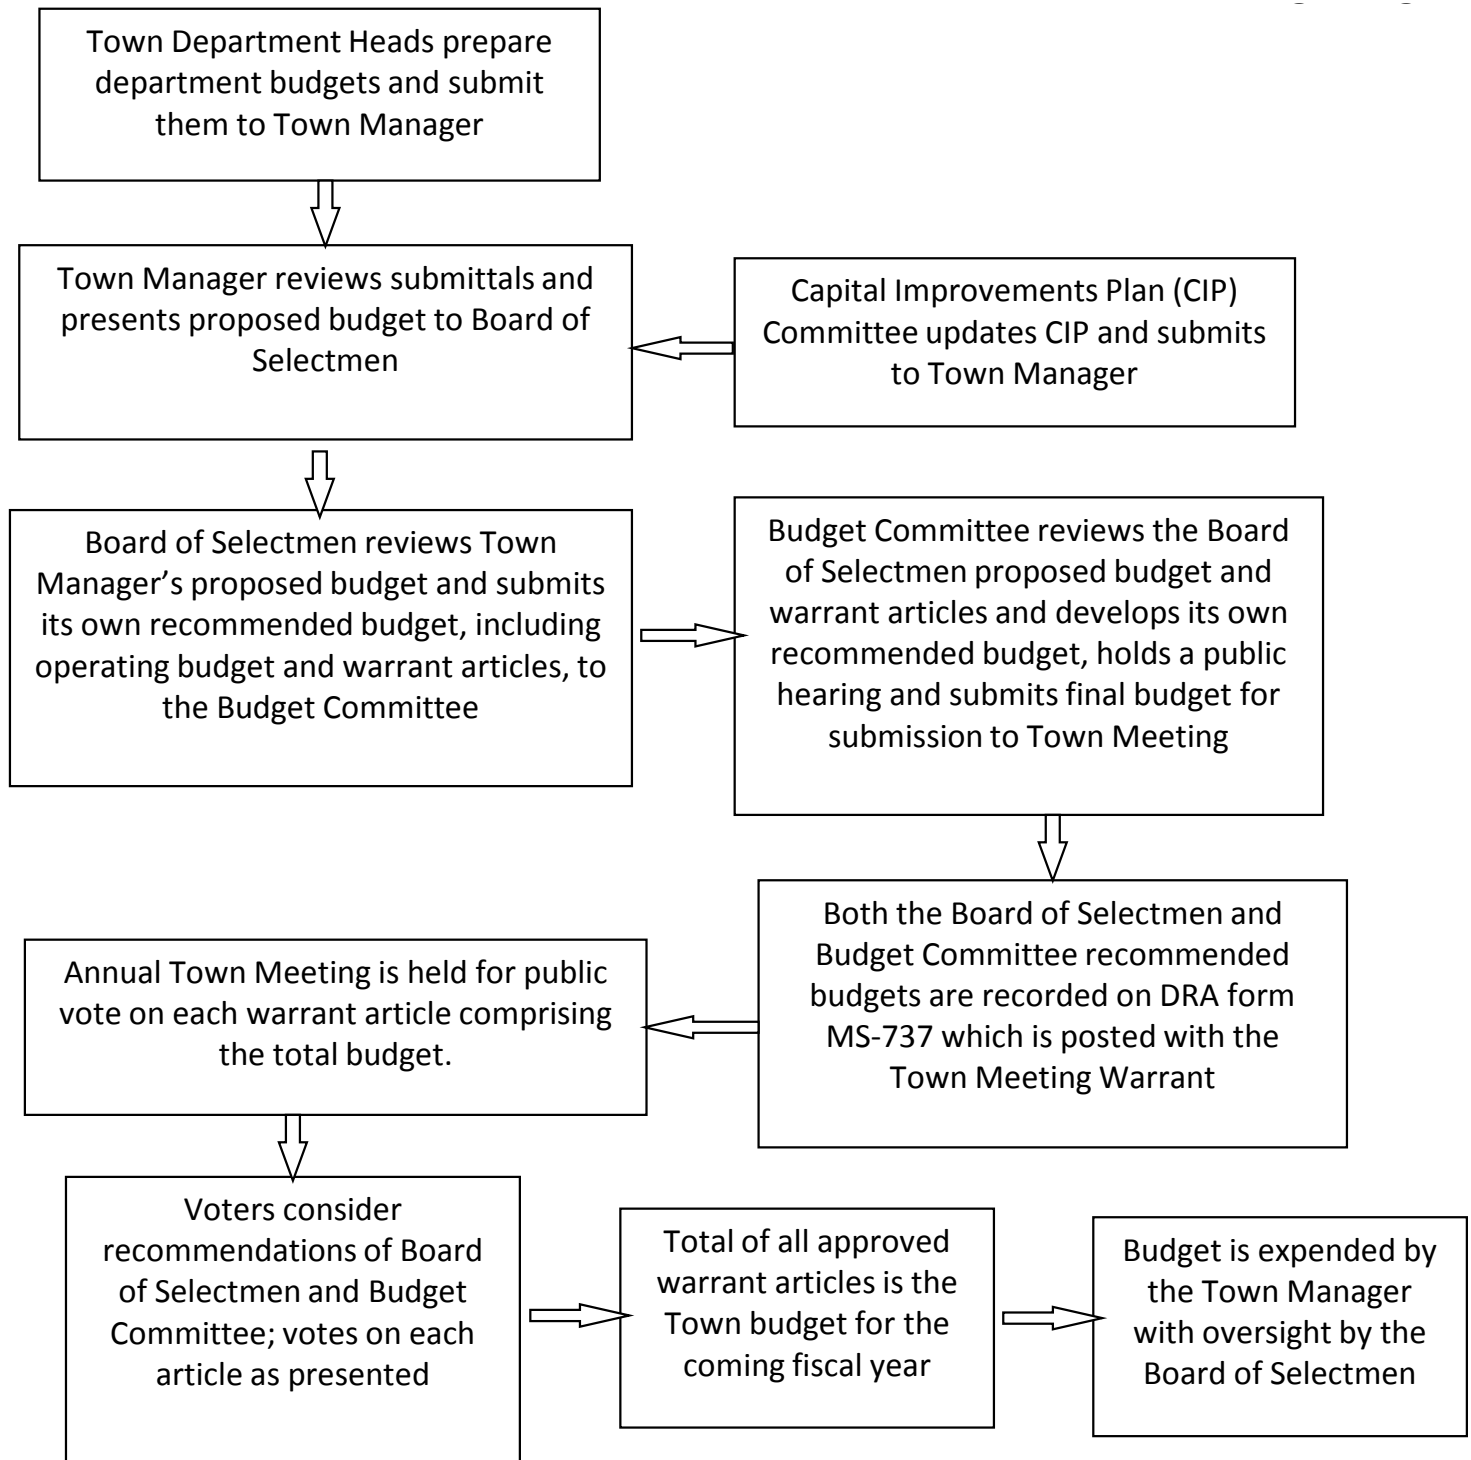 Town Department Heads prepare
department budgets and submit
them to Town Manager
Town Manager reviews submittals and
presents proposed budget to Board of
Selectmen
Capital Improvements Plan (CIP)
Committee updates CIP and submits
to Town Manager
Board of Selectmen reviews Town
Manager’s proposed budget and submits
its own recommended budget, including
operating budget and warrant articles, to
the Budget Committee
Budget Committee reviews the Board
of Selectmen proposed budget and
warrant articles and develops its own
recommended budget, holds a public
hearing and submits final budget for
submission to Town Meeting
Both the Board of Selectmen and
Budget Committee recommended
budgets are recorded on DRA form
MS-737 which is posted with the
Town Meeting Warrant
Annual Town Meeting is held for public
vote on each warrant article comprising
the total budget.
Voters consider
recommendations of Board
of Selectmen and Budget
Committee; votes on each
article as presented
Total of all approved
warrant articles is the
Town budget for the
coming fiscal year
Budget is expended by
the Town Manager
with oversight by the
Board of Selectmen